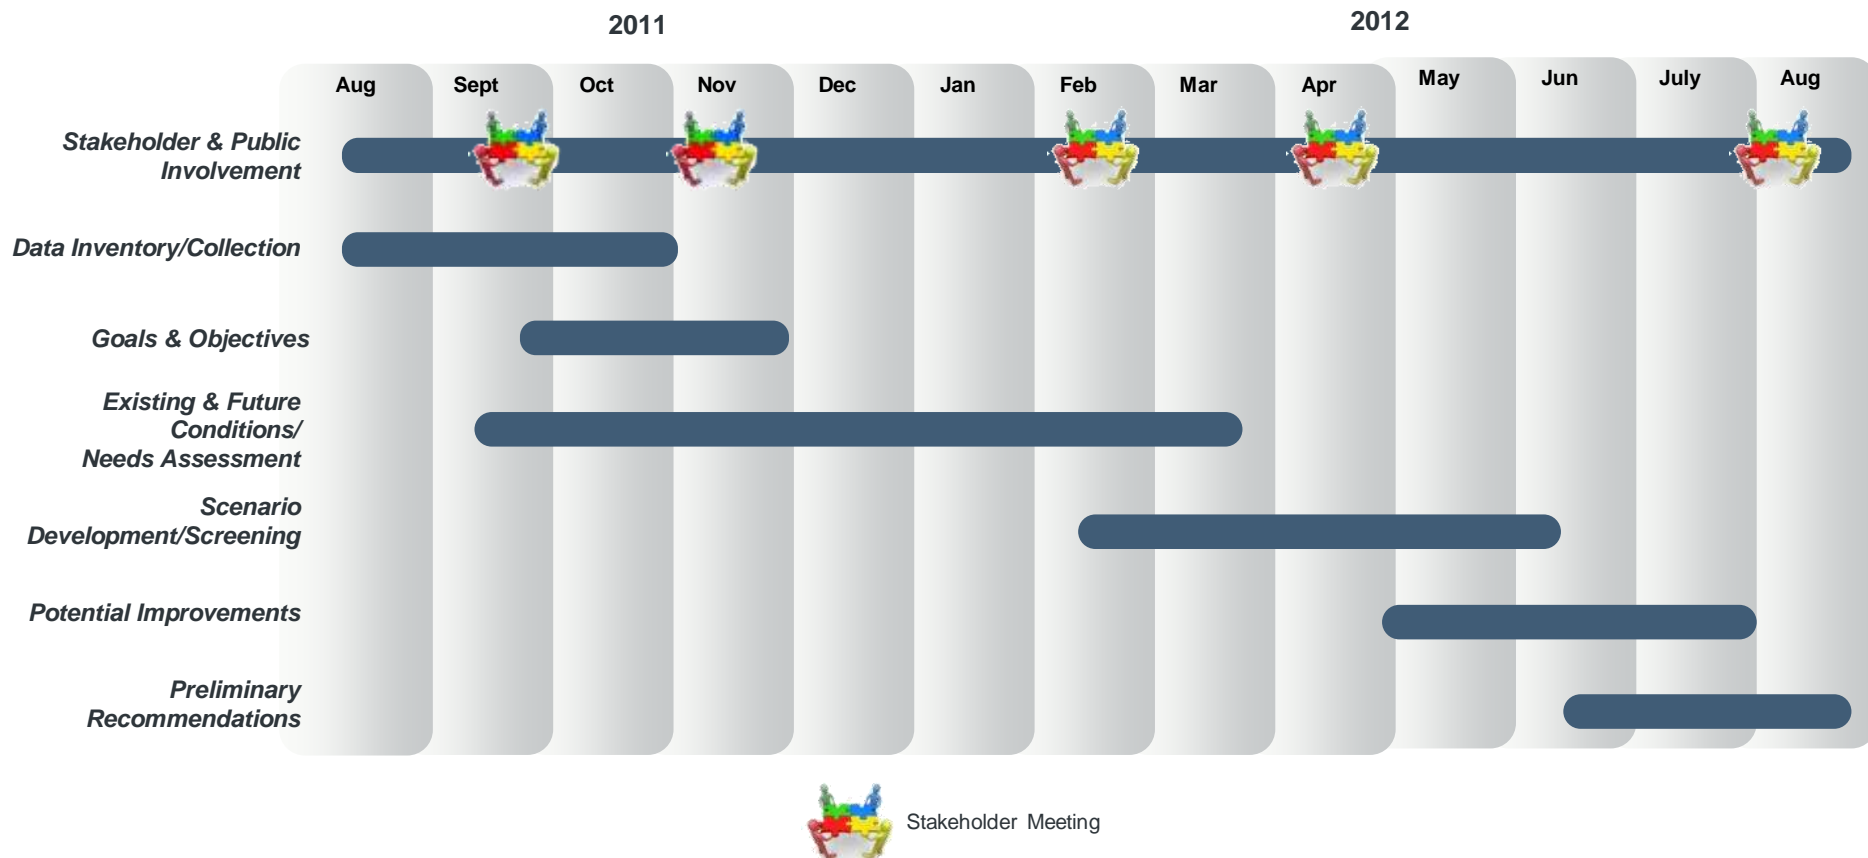 2011
2012
Aug
Sept
Oct
Nov
Dec
Jan
Feb
Mar
Apr
May
Jun
July
Aug
Stakeholder & Public
Involvement
Data Inventory/Collection
Goals & Objectives
Existing & Future
Conditions/
Needs Assessment
Scenario
Development/Screening
Potential Improvements
Preliminary
Recommendations
Stakeholder Meeting